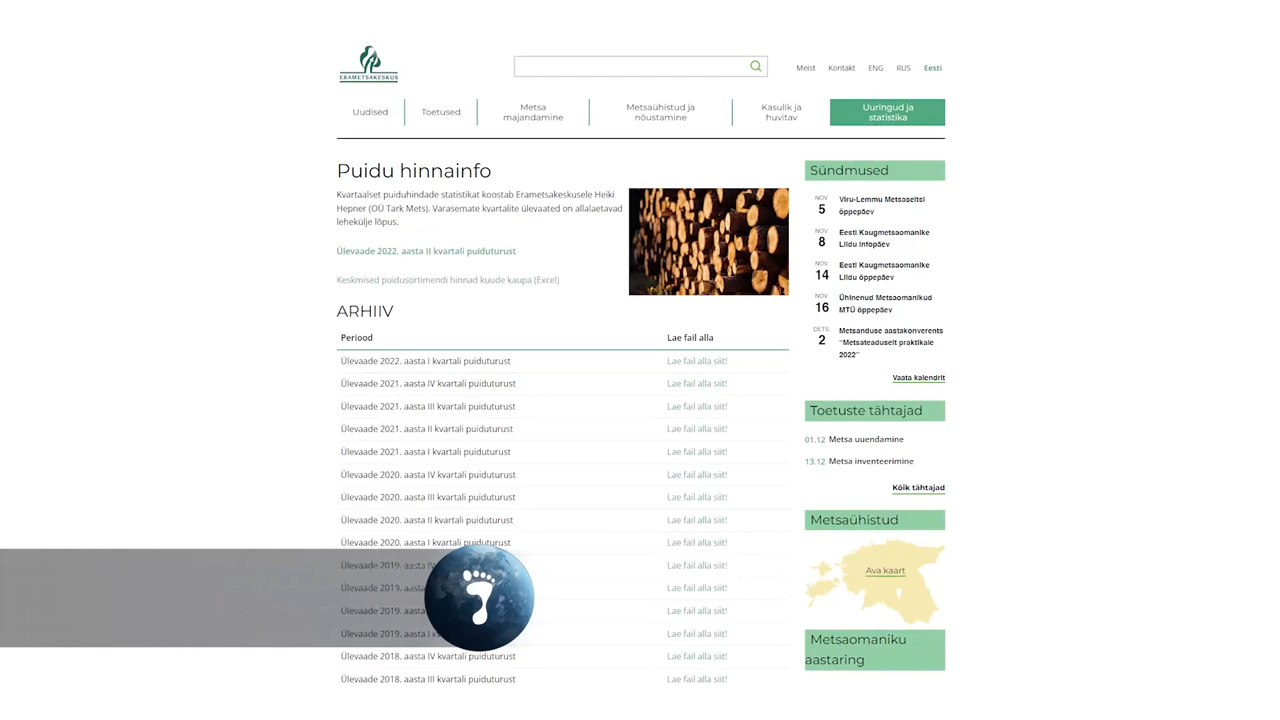 ERAMETSAKESKUS
Meist Kontakt ENG RUS Eesti
Uudised
Toetused
Metsa
majandamine
Metsaühistud ja
nõustamine
Kasulik ja
huvitav
Uuringud ja
statistika
Puidu hinnainfo
Kvartaalset puiduhindade statistikat koostab Erametsakeskusele Heiki
Hepner (OÜ Tark Mets). Varasemate kvartalite ülevaated on allalaetavad
lehekülje lõpus.
Ülevaade 2022. aasta II kvartali puiduturust
Keskmised puidusortimendi hinnad kuude kaupa (Excel)
ARHIIV
Periood Lae fail alla
Ülevaade 2022. aasta I kvartali puiduturust Lae fail alla siit!
Ülevaade 2021. aasta IV kvartali puiduturust Lae fail alla siit!
Ülevaade 2021. aasta III kvartali puiduturust Lae fail alla siit!
Ülevaade 2021. aasta II kvartali puiduturust Lae fail alla siit!
Ülevaade 2021. aasta I kvartali puiduturust Lae fail alla siit!
Ülevaade 2020. aasta IV kvartali puiduturust Lae fail alla siit!
Ülevaade 2020. aasta III kvartali puiduturust Lae fail alla siit!
Ülevaade 2020. aasta II kvartali puiduturust Lae fail alla siit!
Ülevaade 2020. aasta I kvartali puiduturust Lae fail alla siit!
Ülevaade 2019. aasta Lae fail alla siit!
Ülevaade 2019. aasta Lae fail alla siit!
Ülevaade 2019. aasta Lae fail alla siit!
Ülevaade 2019. aasta I Lae fail alla siit!
Ülevaade 2018. aasta IV kvartali puiduturust Lae fail alla siit!
Ülevaade 2018. aasta III kvartali puiduturust Lae fail alla siit!
Sündmused
NOV
5
Viru-Lemmu Metsaseltsi
õppepäev
NOV
8
Eesti Kaugmetsaomanike
Liidu infopäev
NOV
14
Eesti Kaugmetsaomanike
Liidu õppepäev
NOV
16
Ühinenud Metsaomanikud
MTÜ õppepäev
DETS
2
Metsanduse aastakonverents
"Metsateaduselt praktikale
2022"
Vaata kalendrit
Toetuste tähtajad
01.12 Metsa uuendamine
13.12 Metsa inventeerimine
Kõik tähtajad
Metsaühistud
Ava kaart
Metsaomaniku
aastaring